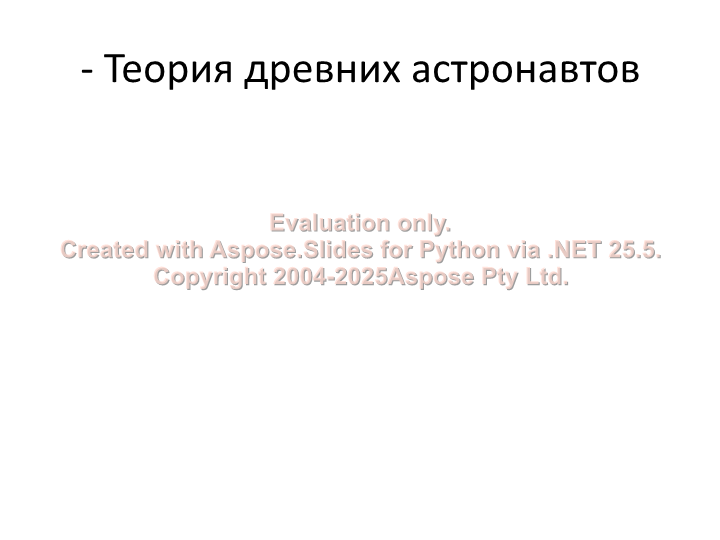 - Теория древних астронавтов
Evaluation only.
Created with Aspose.Slides for Python via .NET 25.5.
Copyright 2004-2025Aspose Pty Ltd.